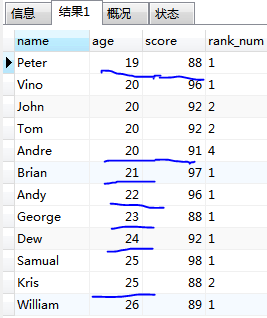 信息 结果1 概况 状态
name age score rank_num
Peter 19 88 1
Vino 20 96 1
John 20 92 2
Tom 20 92 2
Andre 20 91 4
Brian 21 97 1
Andy 22 96 1
George 23 88 1
Dew 24 92 1
Samual 25 98 1
Kris 25 88 2
William 26 89 1